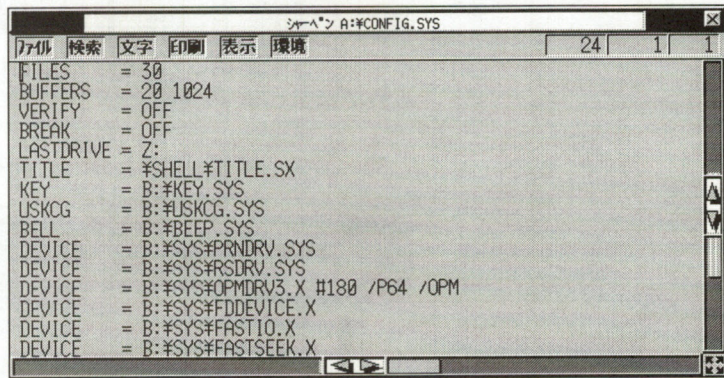 シャーペン A:¥CONFIG.SYS
ファイル 検索 文字 印刷 表示 環境 24 1 1
FILES = 30
BUFFERS = 20 1024
VERIFY = OFF
BREAK = OFF
LASTDRIVE = Z:
TITLE = ¥SHELL¥TITLE.SX
KEY = B:¥KEY.SYS
USKCG = B:¥USKCG.SYS
BELL = B:¥BEEP.SYS
DEVICE = B:¥SYS¥PRNDRV.SYS
DEVICE = B:¥SYS¥RSDRV.SYS
DEVICE = B:¥SYS¥OPMDRV3.X #180 /P64 /OPM
DEVICE = B:¥SYS¥FDDEVICE.X
DEVICE = B:¥SYS¥FASTIO.X
DEVICE = B:¥SYS¥FASTSEEK.X